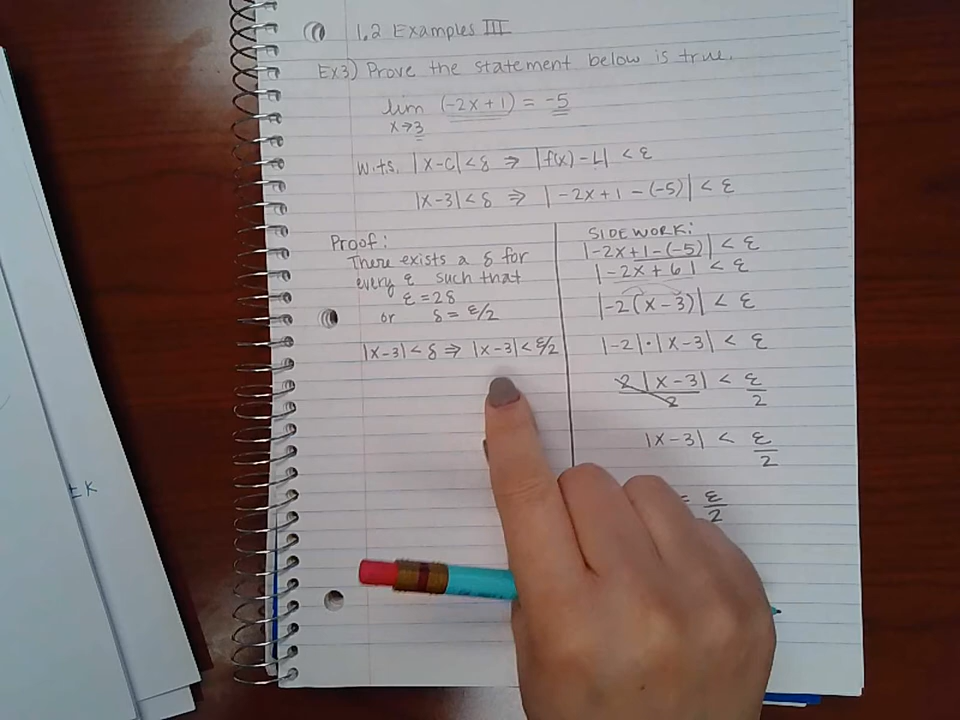 1.2 Examples III
Ex3) Prove the statement below is true.
lim (-2x+1) = -5
x→3
W.t.s. |x-c|<δ ⇒ |f(x)-L| < ε
|x-3|<δ ⇒ |-2x+1-(-5)| < ε
Proof:
There exists a δ for
every ε such that
ε = 2δ
or δ = ε/2
|x-3|<δ ⇒ |x-3|<ε/2
SIDEWORK:
|-2x+1-(-5)| < ε
|-2x+6| < ε
|-2(x-3)| < ε
|-2|·|x-3| < ε
2|x-3| < ε
2 2
|x-3| < ε
2
= ε
2